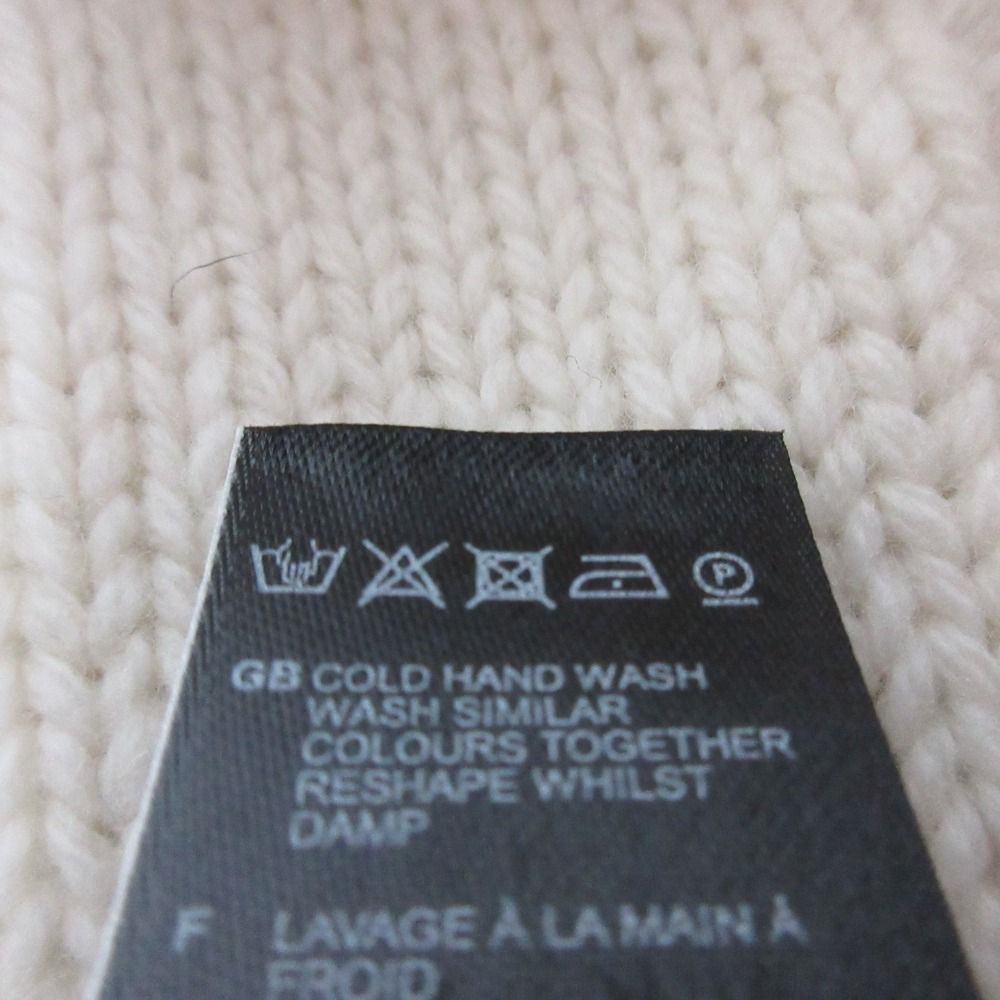 P
GB COLD HAND WASH
WASH SIMILAR
COLOURS TOGETHER
RESHAPE WHILST
DAMP
F LAVAGE À LA MAIN À
FROID